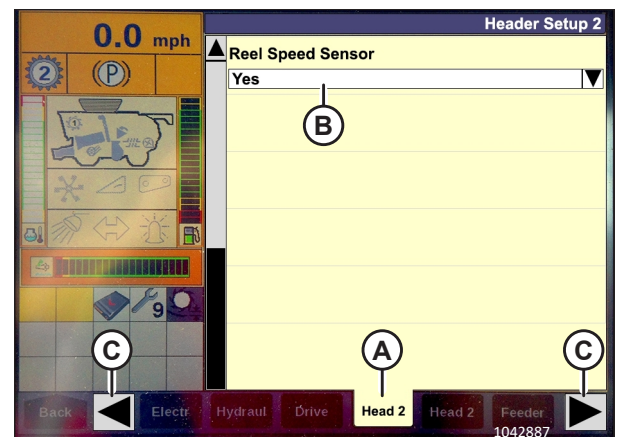 Header Setup 2
0.0 mph
2
(P)
Reel Speed Sensor
Yes
B
1
9
C
A
C
Back
Electr
Hydraul
Drive
Head 2
Head 2
Feeder
1042887